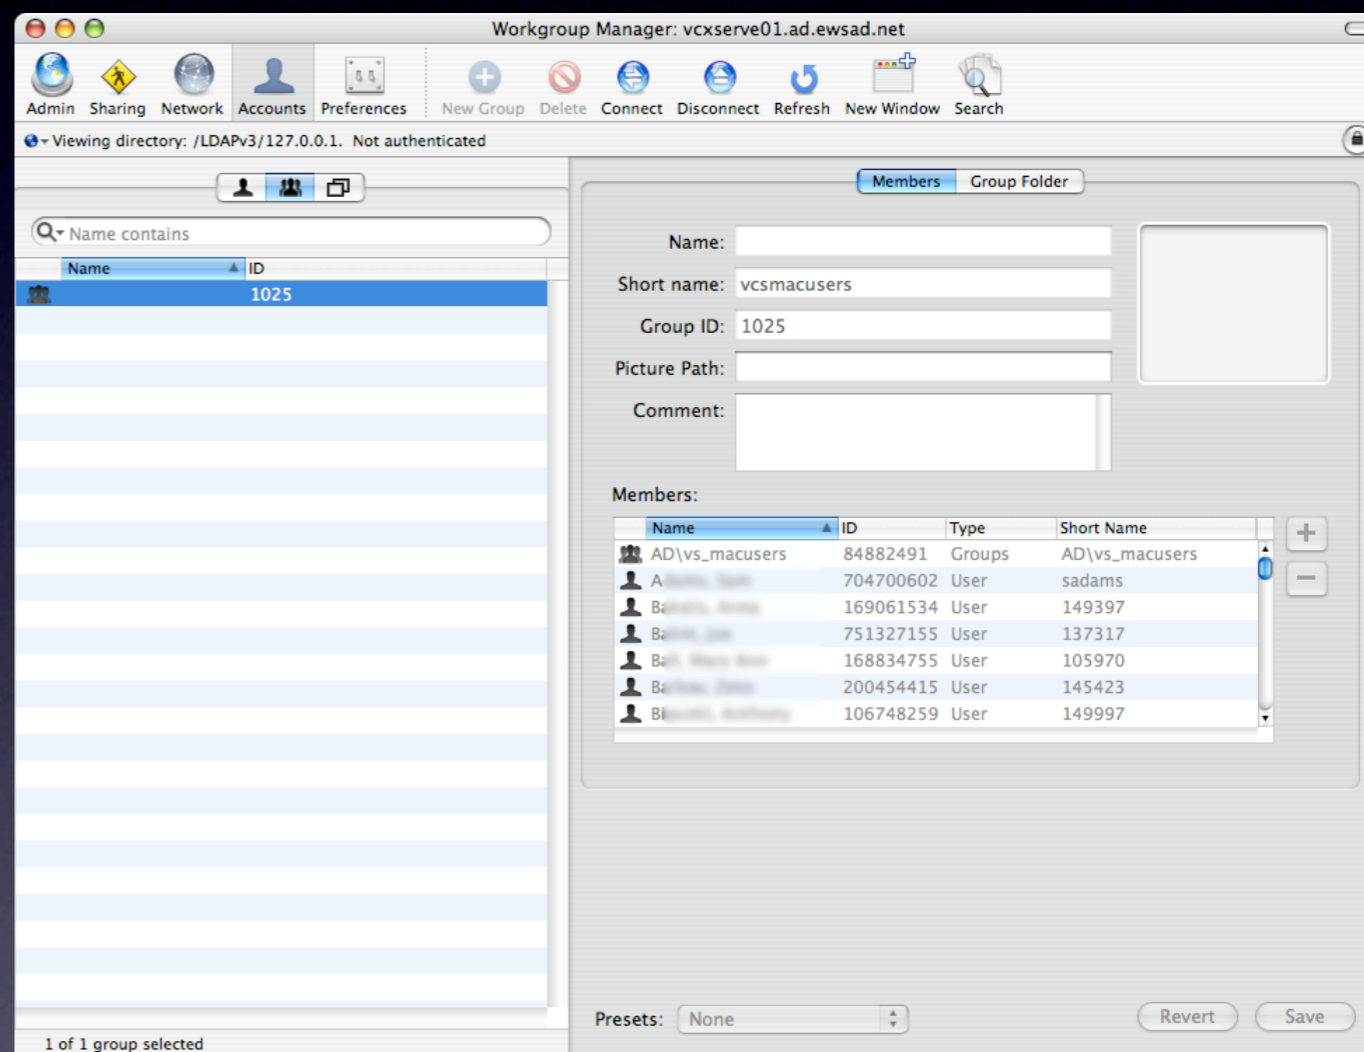 Workgroup Manager: vcxserve01.ad.ewsad.net
Admin Sharing Network Accounts Preferences New Group Delete Connect Disconnect Refresh New Window Search
Viewing directory: /LDAPv3/127.0.0.1. Not authenticated
Members Group Folder
Name contains
Name ID
1025
Name:
Short name: vcsmacusers
Group ID: 1025
Picture Path:
Comment:
Members:
Name ID Type Short Name
AD\vs_macusers 84882491 Groups AD\vs_macusers
704700602 User sadams
169061534 User 149397
751327155 User 137317
168834755 User 105970
200454415 User 145423
106748259 User 149997
Presets: None Revert Save
1 of 1 group selected